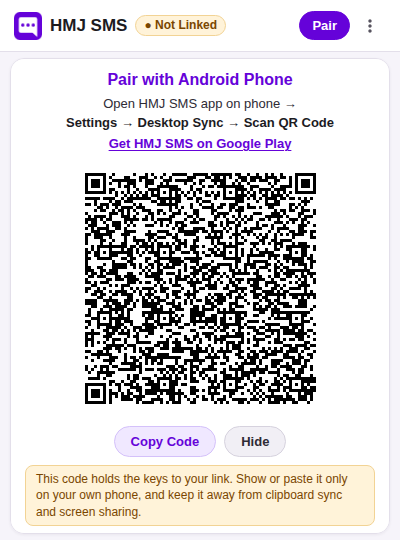 HMJ SMS
● Not Linked
Pair
Pair with Android Phone
Open HMJ SMS app on phone →
Settings → Desktop Sync → Scan QR Code
Get HMJ SMS on Google Play
Copy Code
Hide
This code holds the keys to your link. Show or paste it only
on your own phone, and keep it away from clipboard sync
and screen sharing.